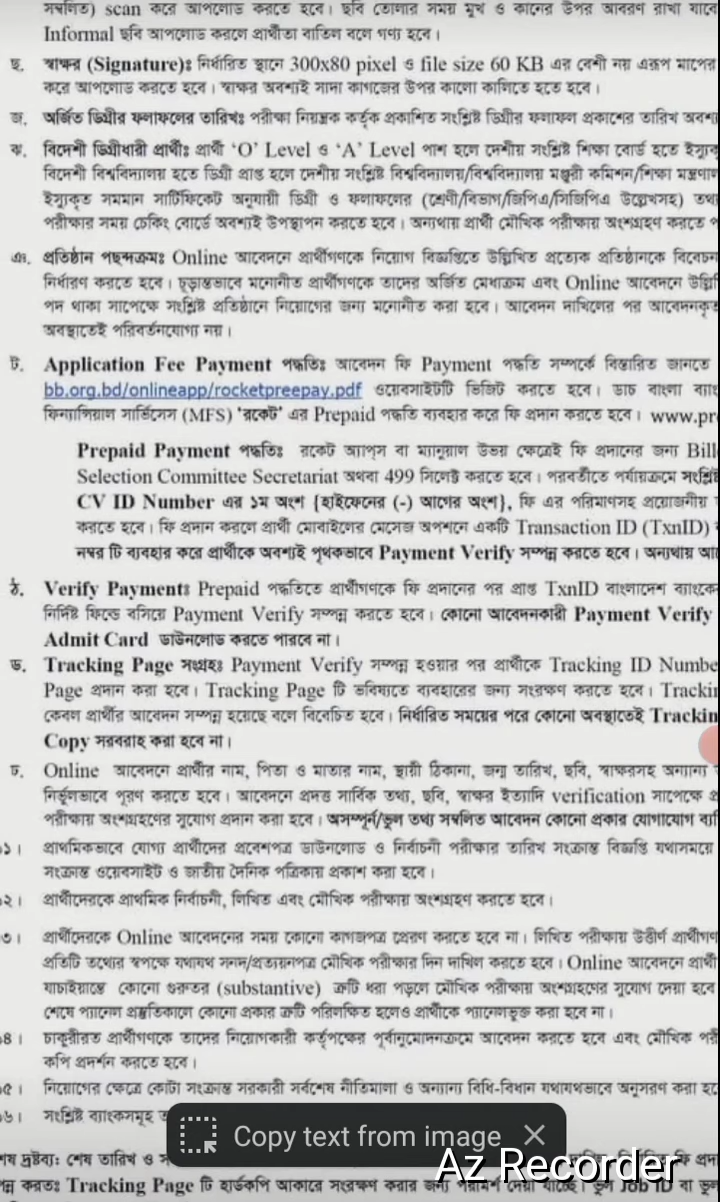 সম্বলিত) scan করে আপলোড করতে হবে। ছবি তোলার সময় মুখ ও কানের উপর আবরণ রাখা যাবে
Informal ছবি আপলোড করলে প্রার্থীতা বাতিল বলে গণ্য হবে।
ছ. স্বাক্ষর (Signature)ঃ নির্ধারিত স্থানে 300x80 pixel ও file size 60 KB এর বেশী নয় এরূপ মাপের
করে আপলোড করতে হবে। স্বাক্ষর অবশ্যই সাদা কাগজের উপর কালো কালিতে হতে হবে।
জ. অর্জিত ডিগ্রীর ফলাফলের তারিখঃ পরীক্ষা নিয়ন্ত্রক কর্তৃক প্রকাশিত সংশ্লিষ্ট ডিগ্রীর ফলাফল প্রকাশের তারিখ অবশ্য
ঝ. বিদেশী ডিগ্রীধারী প্রার্থীঃ প্রার্থী ‘O’ Level ও ‘A’ Level পাশ হলে দেশীয় সংশ্লিষ্ট শিক্ষা বোর্ড হতে ইস্যুক
বিদেশী বিশ্ববিদ্যালয় হতে ডিগ্রী প্রাপ্ত হলে দেশীয় সংশ্লিষ্ট বিশ্ববিদ্যালয়/বিশ্ববিদ্যালয় মঞ্জুরী কমিশন/শিক্ষা মন্ত্রণাল
ইস্যুকৃত সমমান সার্টিফিকেট অনুযায়ী ডিগ্রী ও ফলাফলের (শ্রেণী/বিভাগ/জিপিএ/সিজিপিএ উল্লেখসহ) তথ্য
পরীক্ষার সময় চেকিং বোর্ডে অবশ্যই উপস্থাপন করতে হবে। অন্যথায় প্রার্থী মৌখিক পরীক্ষায় অংশগ্রহণ করতে প
ঞ. প্রতিষ্ঠান পছন্দক্রমঃ Online আবেদনে প্রার্থীগণকে নিয়োগ বিজ্ঞপ্তিতে উল্লিখিত প্রত্যেক প্রতিষ্ঠানকে বিবেচন
নির্ধারণ করতে হবে। চূড়ান্তভাবে মনোনীত প্রার্থীগণকে তাদের অর্জিত মেধাক্রম এবং Online আবেদনে উল্লি
পদ থাকা সাপেক্ষে সংশ্লিষ্ট প্রতিষ্ঠানে নিয়োগের জন্য মনোনীত করা হবে। আবেদন দাখিলের পর আবেদনকৃত
অবস্থাতেই পরিবর্তনযোগ্য নয়।
ট. Application Fee Payment পদ্ধতিঃ আবেদন ফি Payment পদ্ধতি সম্পর্কে বিস্তারিত জানতে
bb.org.bd/onlineapp/rocketpreepay.pdf ওয়েবসাইটটি ভিজিট করতে হবে। ডাচ বাংলা ব্যাং
ফিন্যান্সিয়াল সার্ভিসেস (MFS) ‘রকেট’ এর Prepaid পদ্ধতি ব্যবহার করে ফি প্রদান করতে হবে। www.pr
Prepaid Payment পদ্ধতিঃ রকেট অ্যাপ্স বা ম্যানুয়াল উভয় ক্ষেত্রেই ফি প্রদানের জন্য Bill
Selection Committee Secretariat অথবা 499 সিলেক্ট করতে হবে। পরবর্তীতে পর্যায়ক্রমে সংশ্লি
CV ID Number এর ১ম অংশ {হাইফেনের (-) আগের অংশ}, ফি এর পরিমাণসহ প্রয়োজনীয়
করতে হবে। ফি প্রদান করলে প্রার্থী মোবাইলের মেসেজ অপশনে একটি Transaction ID (TxnID)
নম্বর টি ব্যবহার করে প্রার্থীকে অবশ্যই পৃথকভাবে Payment Verify সম্পন্ন করতে হবে। অন্যথায় আ
ঠ. Verify Paymentঃ Prepaid পদ্ধতিতে প্রার্থীগণকে ফি প্রদানের পর প্রাপ্ত TxnID বাংলাদেশ ব্যাংকে
নির্দিষ্ট ফিল্ডে বসিয়ে Payment Verify সম্পন্ন করতে হবে। কোনো আবেদনকারী Payment Verify
Admit Card ডাউনলোড করতে পারবে না।
ড. Tracking Page সংগ্রহঃ Payment Verify সম্পন্ন হওয়ার পর প্রার্থীকে Tracking ID Numbe
Page প্রদান করা হবে। Tracking Page টি ভবিষ্যতে ব্যবহারের জন্য সংরক্ষণ করতে হবে। Trackin
কেবল প্রার্থীর আবেদন সম্পন্ন হয়েছে বলে বিবেচিত হবে। নির্ধারিত সময়ের পরে কোনো অবস্থাতেই Trackin
Copy সরবরাহ করা হবে না।
ঢ. Online আবেদনে প্রার্থীর নাম, পিতা ও মাতার নাম, স্থায়ী ঠিকানা, জন্ম তারিখ, ছবি, স্বাক্ষরসহ অন্যান্য
নির্ভুলভাবে পূরণ করতে হবে। আবেদনে প্রদত্ত সার্বিক তথ্য, ছবি, স্বাক্ষর ইত্যাদি verification সাপেক্ষে প্র
পরীক্ষায় অংশগ্রহণের সুযোগ প্রদান করা হবে। অসম্পূর্ন/ভুল তথ্য সম্বলিত আবেদন কোনো প্রকার যোগাযোগ ব্যতি
১। প্রাথমিকভাবে যোগ্য প্রার্থীদের প্রবেশপত্র ডাউনলোড ও নির্বাচনী পরীক্ষার তারিখ সংক্রান্ত বিজ্ঞপ্তি যথাসময়ে
সংক্রান্ত ওয়েবসাইট ও জাতীয় দৈনিক পত্রিকায় প্রকাশ করা হবে।
২। প্রার্থীদেরকে প্রাথমিক নির্বাচনী, লিখিত এবং মৌখিক পরীক্ষায় অংশগ্রহণ করতে হবে।
৩। প্রার্থীদেরকে Online আবেদনের সময় কোনো কাগজপত্র প্রেরণ করতে হবে না। লিখিত পরীক্ষায় উত্তীর্ণ প্রার্থীগণ
প্রতিটি তথ্যের স্বপক্ষে যথাযথ সনদ/প্রত্যয়নপত্র মৌখিক পরীক্ষার দিন দাখিল করতে হবে। Online আবেদনে প্রার্থী
যাচাইয়ান্তে কোনো গুরুতর (substantive) ত্রুটি ধরা পড়লে মৌখিক পরীক্ষায় অংশগ্রহণের সুযোগ দেয়া হবে
শেষে প্যানেল প্রস্তুতিকালে কোনো প্রকার ত্রুটি পরিলক্ষিত হলেও প্রার্থীকে প্যানেলভুক্ত করা হবে না।
৪। চাকুরীরত প্রার্থীগণকে তাদের নিয়োগকারী কর্তৃপক্ষের পূর্বানুমোদনক্রমে আবেদন করতে হবে এবং মৌখিক পরী
কপি প্রদর্শন করতে হবে।
৫। নিয়োগের ক্ষেত্রে কোটা সংক্রান্ত সরকারী সর্বশেষ নীতিমালা ও অন্যান্য বিধি-বিধান যথাযথভাবে অনুসরণ করা হ
৬। সংশ্লিষ্ট ব্যাংকসমূহ
Copy text from image
শেষ দ্রষ্টব্যঃ শেষ তারিখ ও স
Az Recorder
করতঃ Tracking Page টি হার্ডকপি আকারে সংরক্ষণ করার জন্য পরামর্শ দেয়া যাচ্ছে। ভুল Job ID বা ভুল